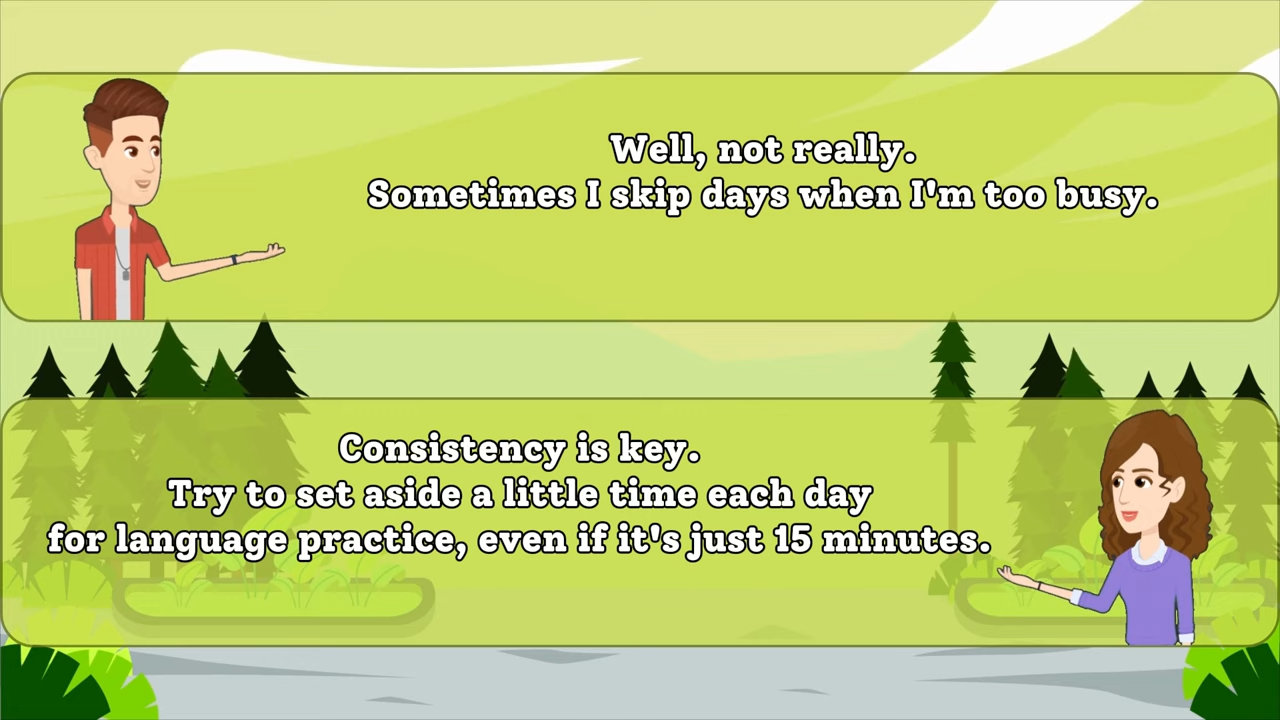 Well, not really.
Sometimes I skip days when I'm too busy.
Consistency is key.
Try to set aside a little time each day
for language practice, even if it's just 15 minutes.